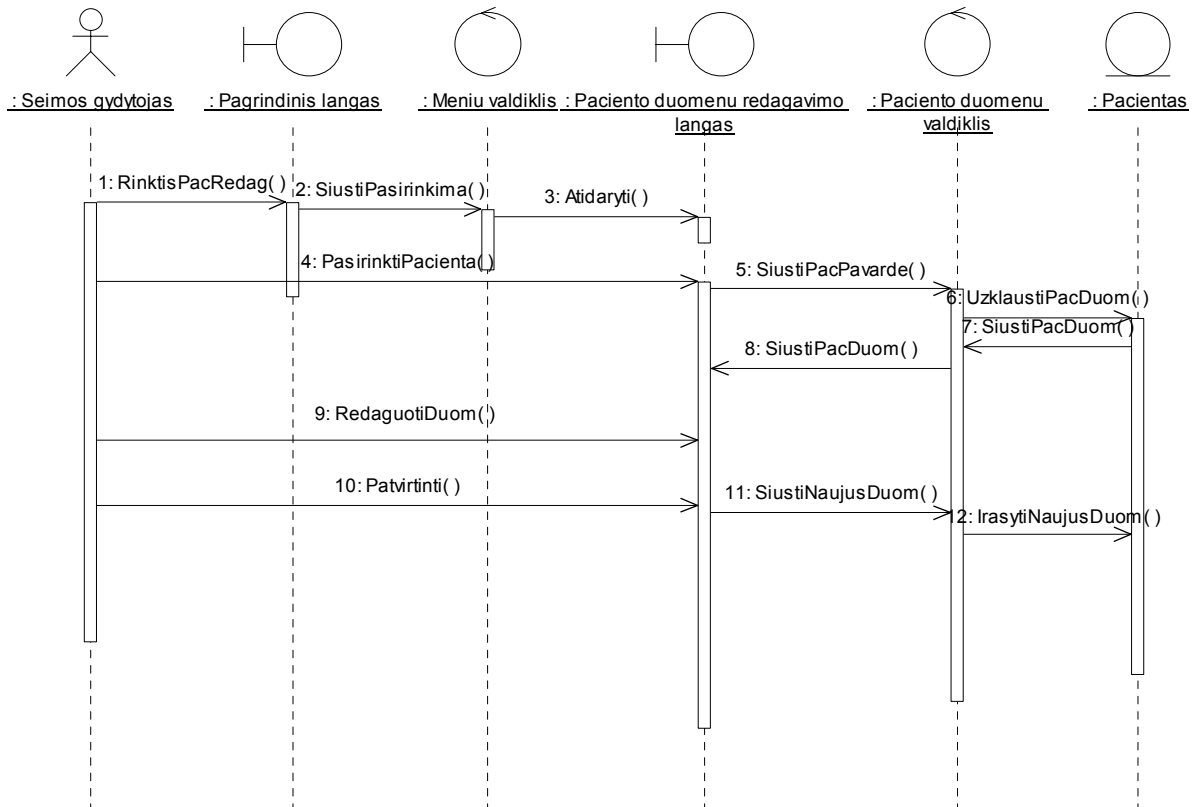 : Seimos gydytojas
: Pagrindinis langas
: Meniu valdiklis
: Paciento duomenu redagavimo
langas
: Paciento duomenu
valdiklis
: Pacientas
1: RinktisPacRedag( )
2: SiustiPasirinkima( )
3: Atidaryti( )
4: PasirinktiPacienta( )
5: SiustiPacPavarde( )
6: UzklaustiPacDuom( )
7: SiustiPacDuom( )
8: SiustiPacDuom( )
9: RedaguotiDuom( )
10: Patvirtinti( )
11: SiustiNaujusDuom( )
12: IrasytiNaujusDuom( )